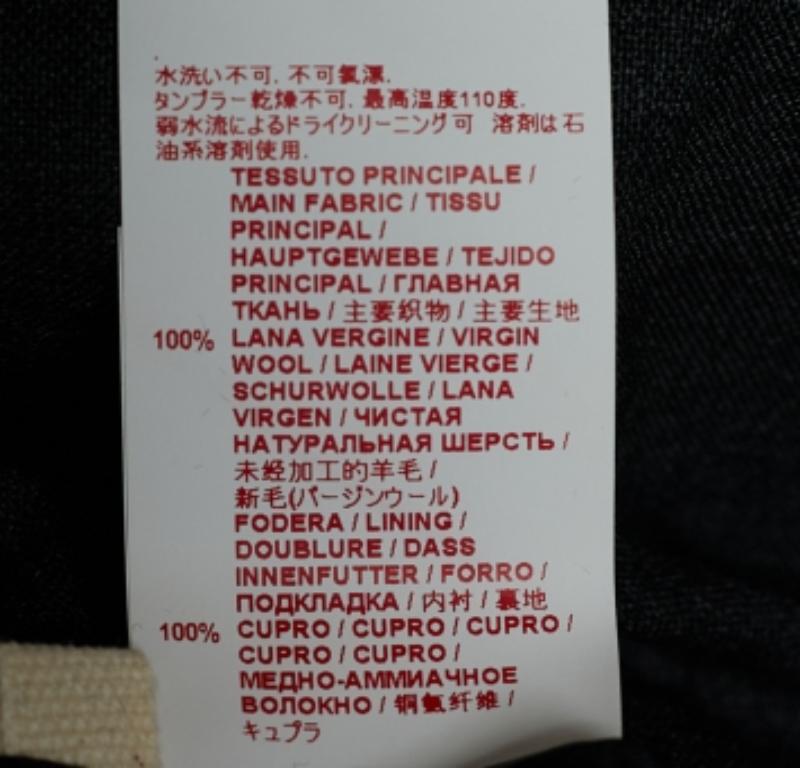 水洗い不可. 不可氯漂.
タンブラー乾燥不可. 最高温度110度.
弱水流によるドライクリーニング可 溶剤は石
油系溶剤使用.
TESSUTO PRINCIPALE /
MAIN FABRIC / TISSU
PRINCIPAL /
HAUPTGEWEBE / TEJIDO
PRINCIPAL / ГЛАВНАЯ
ТКАНЬ / 主要织物 / 主要生地
100% LANA VERGINE / VIRGIN
WOOL / LAINE VIERGE /
SCHURWOLLE / LANA
VIRGEN / ЧИСТАЯ
НАТУРАЛЬНАЯ ШЕРСТЬ /
未经加工的羊毛 /
新毛(バージンウール)
FODERA / LINING /
DOUBLURE / DASS
INNENFUTTER / FORRO /
ПОДКЛАДКА / 内衬 / 裏地
100% CUPRO / CUPRO / CUPRO /
CUPRO / CUPRO /
МЕДНО-АММИАЧНОЕ
ВОЛОКНО / 铜氨纤维 /
キュプラ